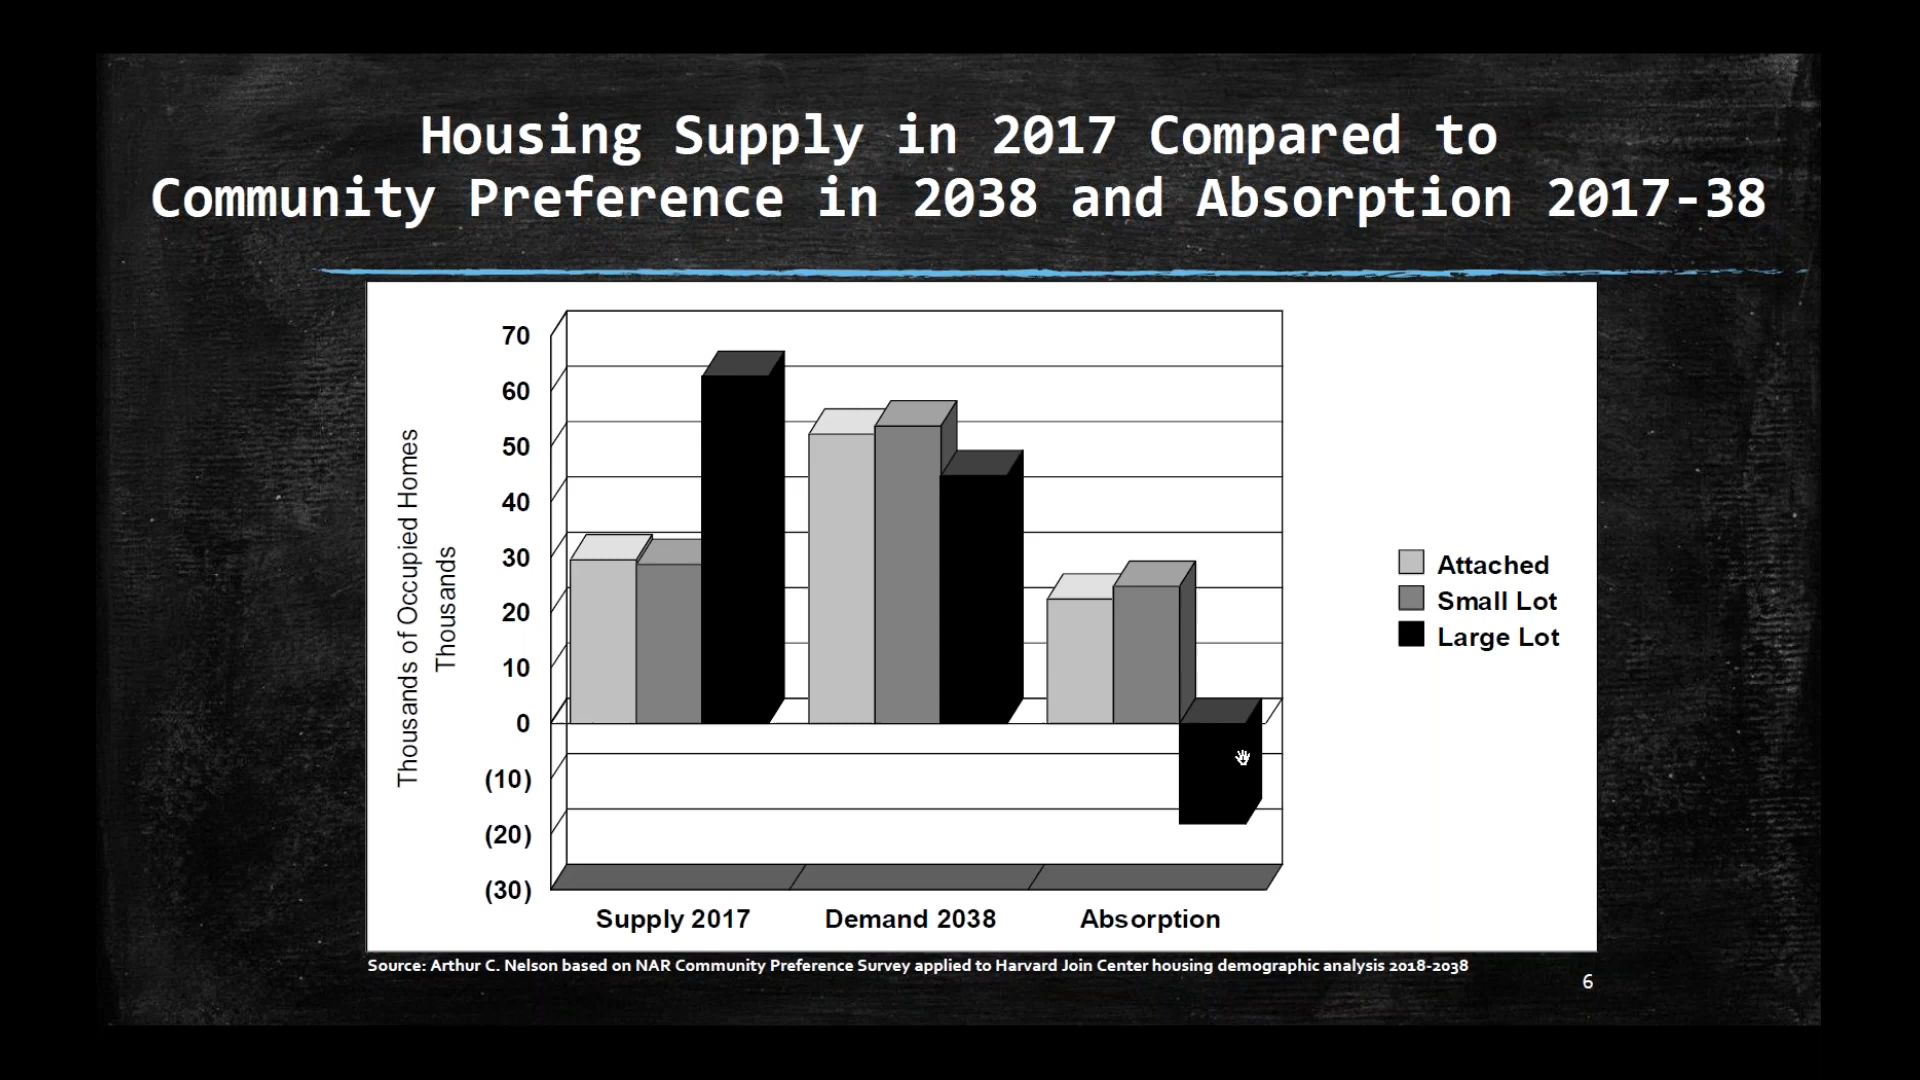 Housing Supply in 2017 Compared to
Community Preference in 2038 and Absorption 2017-38
Thousands of Occupied Homes
Thousands
70
60
50
40
30
20
10
0
(10)
(20)
(30)
Supply 2017
Demand 2038
Absorption
Attached
Small Lot
Large Lot
Source: Arthur C. Nelson based on NAR Community Preference Survey applied to Harvard Join Center housing demographic analysis 2018-2038
6